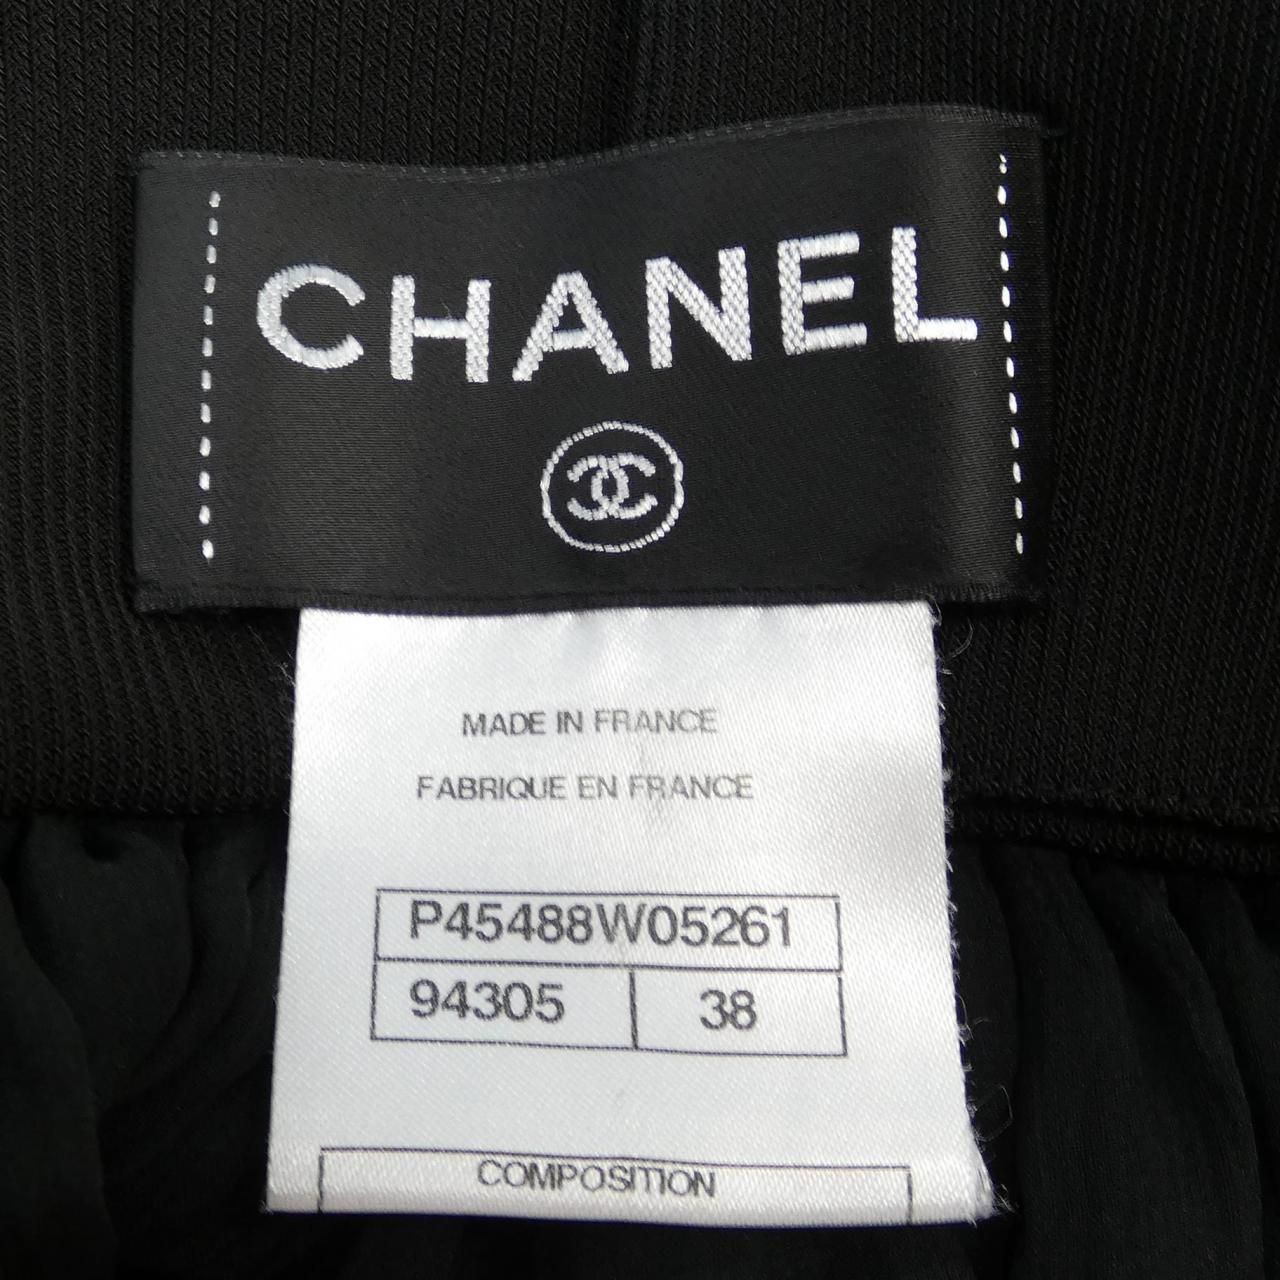 CHANEL
MADE IN FRANCE
FABRIQUE EN FRANCE
P45488W05261
94305 38
COMPOSITION